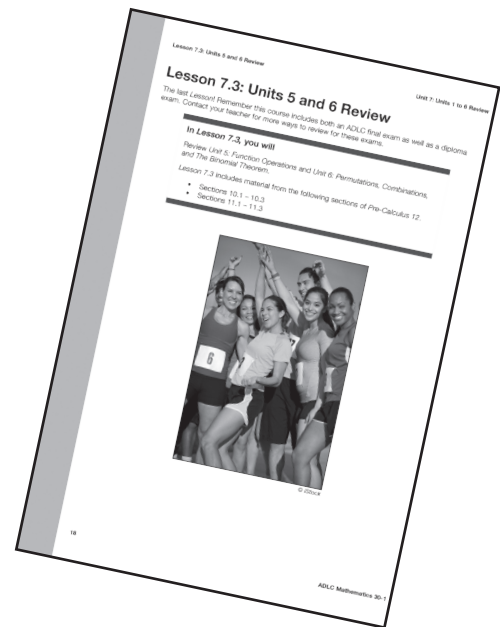 Lesson 7.3: Units 5 and 6 Review
Unit 7: Units 1 to 6 Review
Lesson 7.3: Units 5 and 6 Review
The last Lesson! Remember this course includes both an ADLC final exam as well as a diploma
exam. Contact your teacher for more ways to review for these exams.
In Lesson 7.3, you will
Review Unit 5: Function Operations and Unit 6: Permutations, Combinations,
and The Binomial Theorem.
Lesson 7.3 includes material from the following sections of Pre-Calculus 12.
• Sections 10.1 – 10.3
• Sections 11.1 – 11.3
6
© iStock
18
ADLC Mathematics 30-1